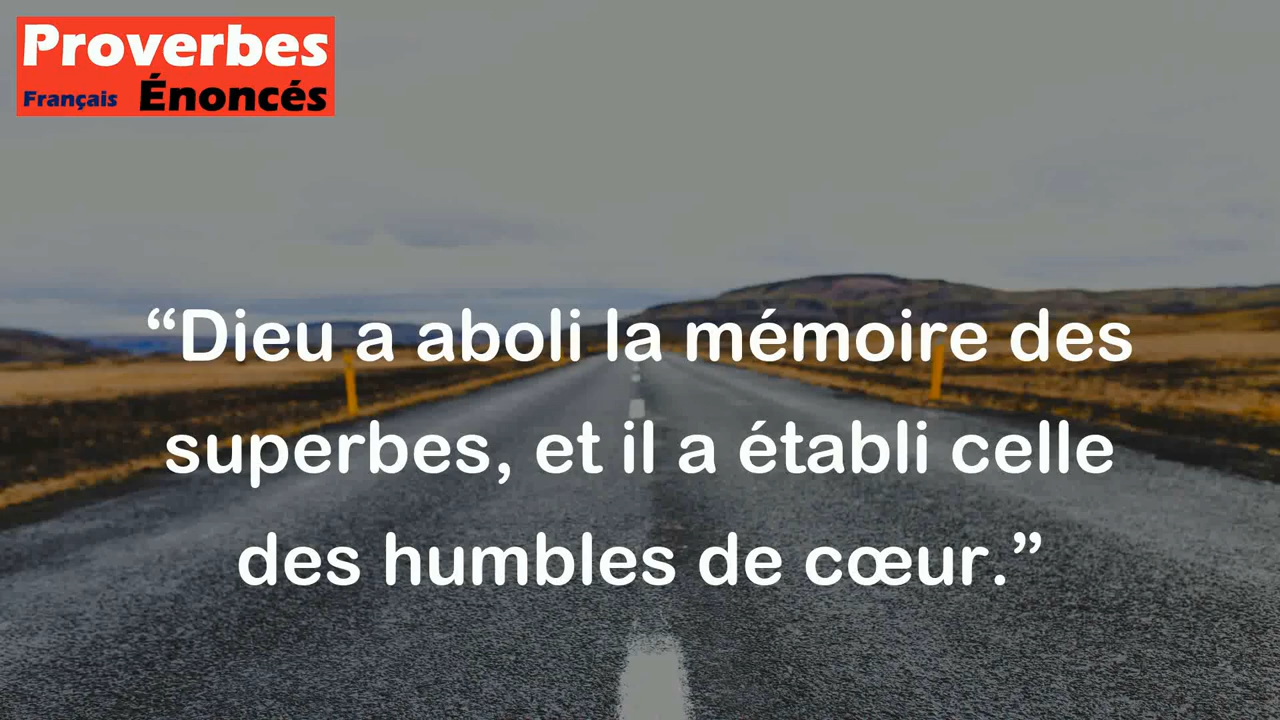 Proverbes
Français Énoncés
“Dieu a aboli la mémoire des
superbes, et il a établi celle
des humbles de cœur.”